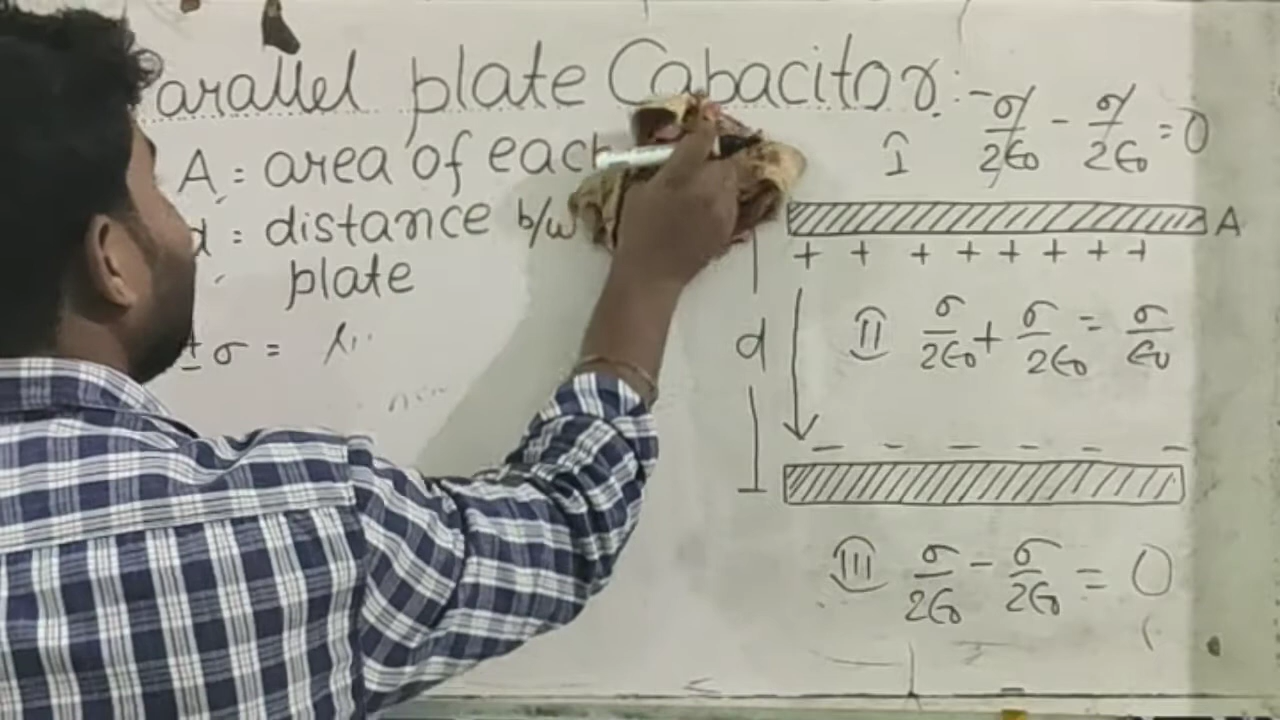 Parallel plate Capacitor:-
A = area of each
d = distance b/w
plate
± σ =
I σ/2ϵ₀ - σ/2ϵ₀ = 0
A
+ + + + + + + +
d
II σ/2ϵ₀ + σ/2ϵ₀ = σ/ϵ₀
- - - - - -
III σ/2ϵ₀ - σ/2ϵ₀ = 0